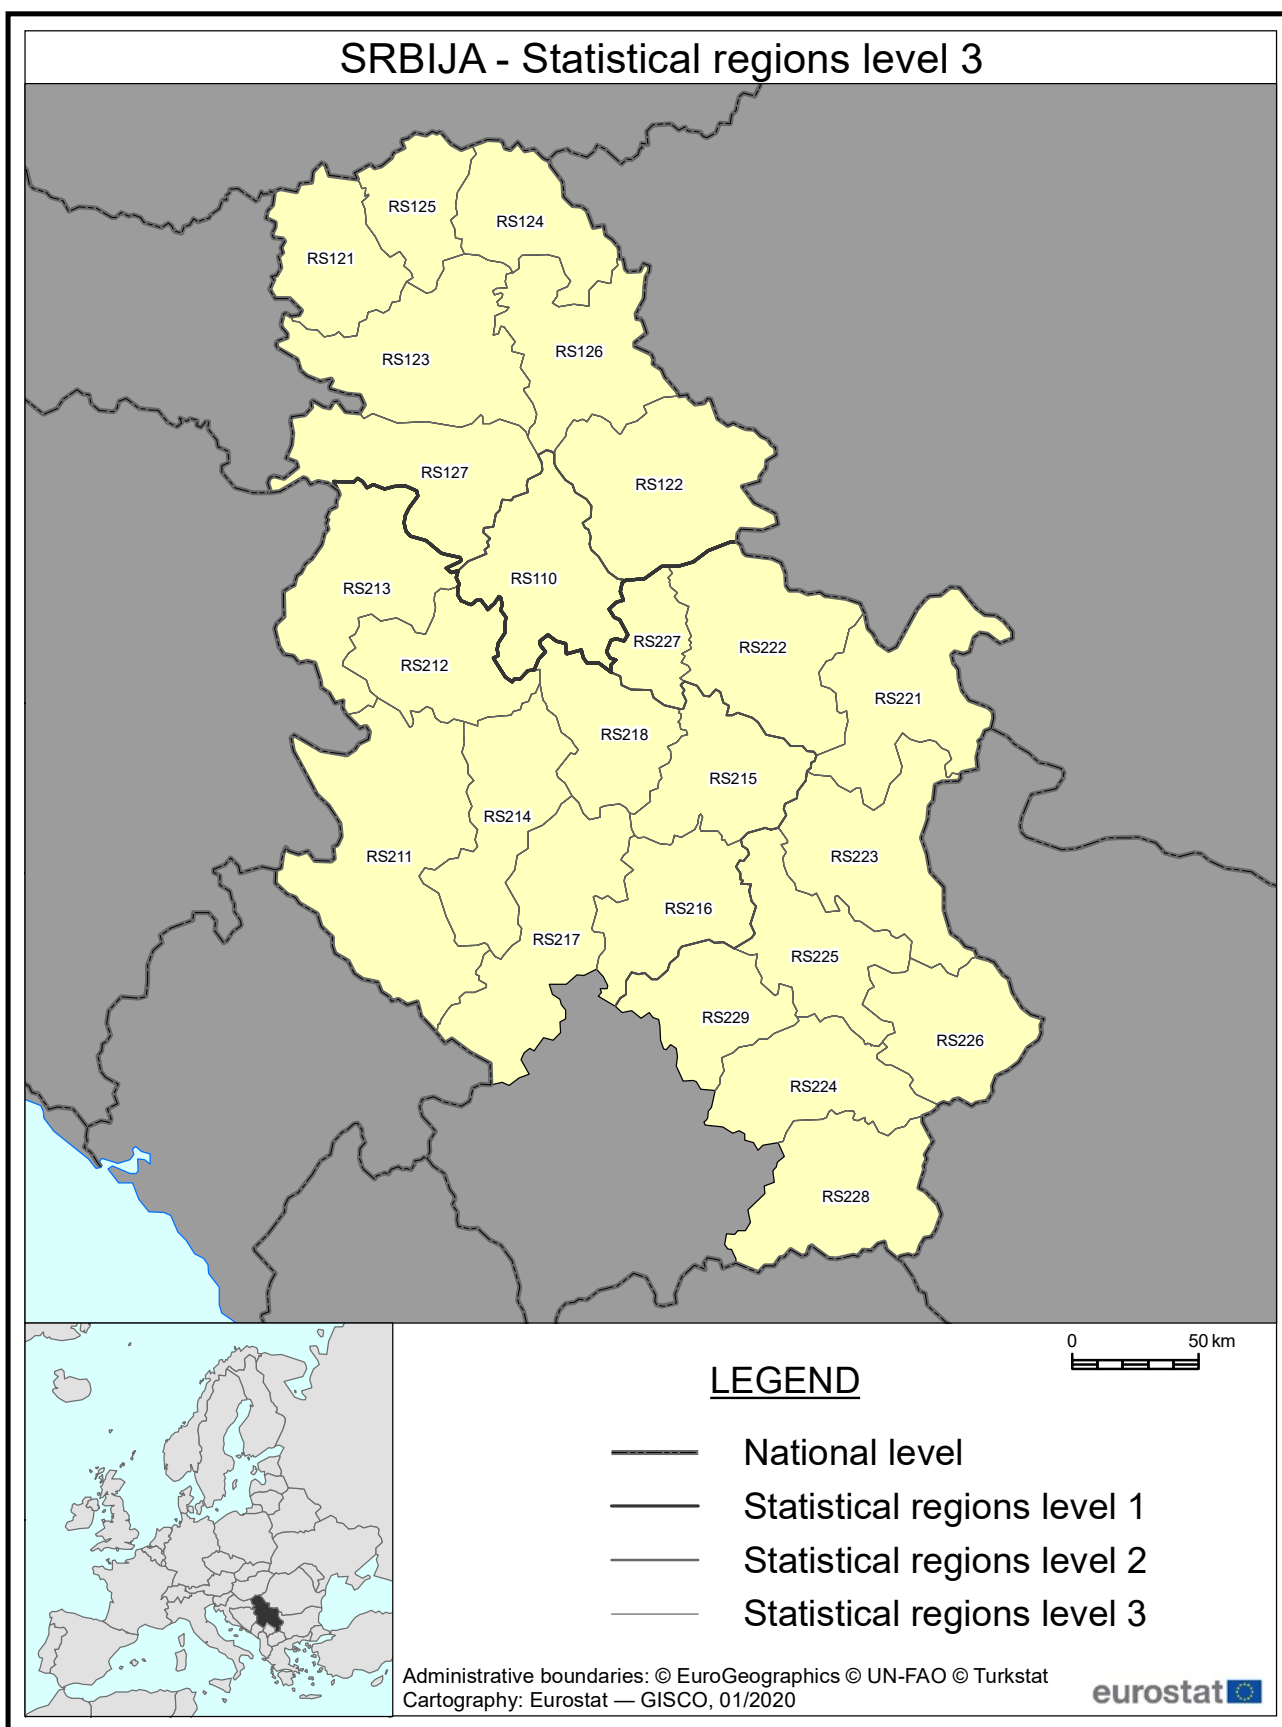 SRBIJA - Statistical regions level 3
RS125
RS124
RS121
RS123
RS126
RS127
RS122
RS110
RS213
RS227
RS222
RS212
RS221
RS218
RS215
RS214
RS211
RS223
RS216
RS217
RS225
RS229
RS226
RS224
RS228
0 50 km
LEGEND
National level
Statistical regions level 1
Statistical regions level 2
Statistical regions level 3
Administrative boundaries: © EuroGeographics © UN-FAO © Turkstat
Cartography: Eurostat — GISCO, 01/2020
eurostat